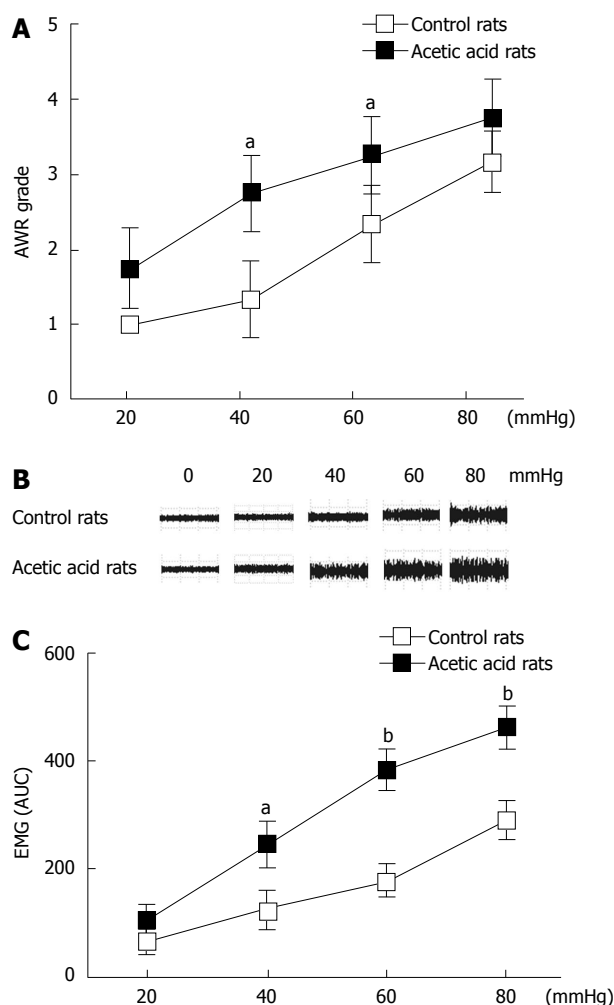 A
Control rats
Acetic acid rats
AWR grade
5
4
3
2
1
0
a
a
20 40 60 80 (mmHg)
B
0 20 40 60 80 mmHg
Control rats
Acetic acid rats
C
Control rats
Acetic acid rats
EMG (AUC)
600
400
200
0
a
b
b
20 40 60 80 (mmHg)